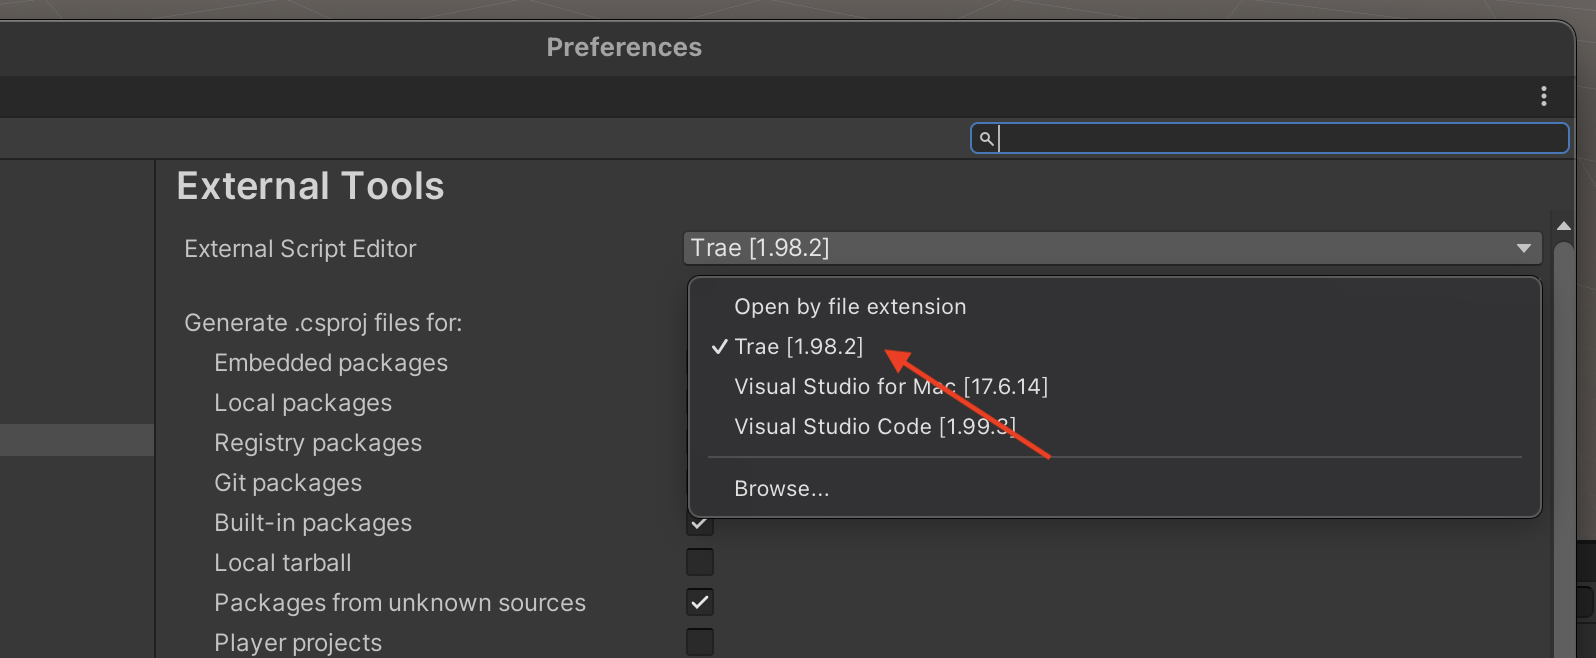 Preferences
External Tools
External Script Editor
Trae [1.98.2]
Open by file extension
Trae [1.98.2]
Visual Studio for Mac [17.6.14]
Visual Studio Code [1.99.3]
Browse...
Generate .csproj files for:
Embedded packages
Local packages
Registry packages
Git packages
Built-in packages
Local tarball
Packages from unknown sources
Player projects